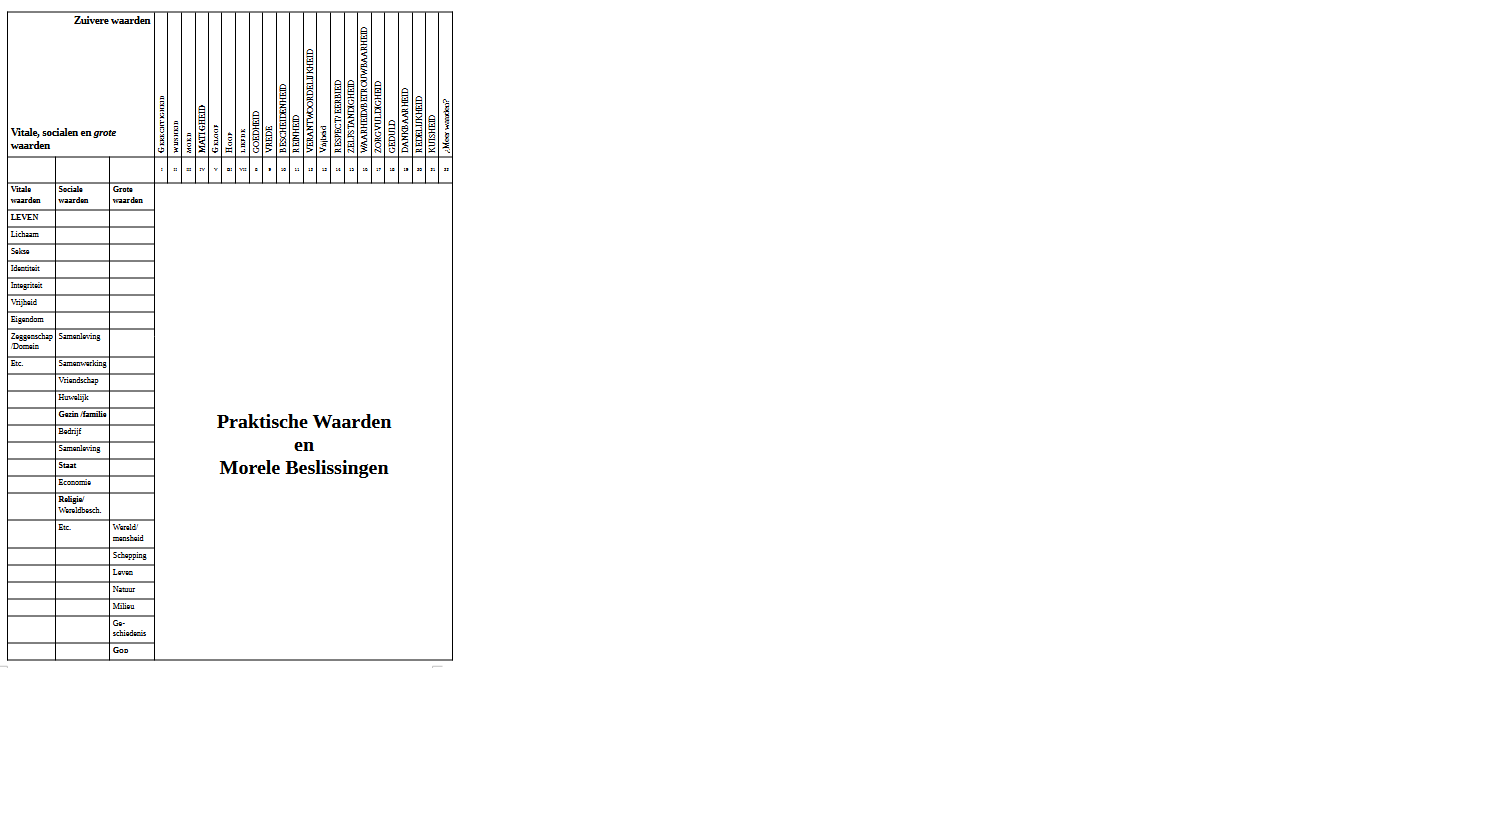 Zuivere waarden
Vitale, socialen en grote
waarden
GERECHTIGHEID
WIJSHEID
MOED
MATIGHEID
GELOOF
HOOP
LIEFDE
GOEDHEID
VREDE
BESCHEIDENHEID
REINHEID
VERANTWOORDELIJKHEID
Vrijheid
RESPECT/ EERBIED
ZELFSTANDIGHEID
WAARHEID/BETROUWBAARHEID
ZORGVULDIGHEID
GEDULD
DANKBAARHEID
REDELIJKHEID
KUISHEID
¿Meer waarden?
I II III IV V III VII 8 9 10 11 12 13 14 15 16 17 18 19 20 21 22
Vitale Sociale Grote
waarden waarden waarden
LEVEN
Lichaam
Sekse
Identiteit
Integriteit
Vrijheid
Eigendom
Zeggenschap Samenleving
/Domein
Etc. Samenwerking
Vriendschap
Huwelijk
Gezin /familie
Bedrijf
Samenleving
Staat
Economie
Religie/
Wereldbesch.
Etc. Wereld/
mensheid
Schepping
Leven
Natuur
Milieu
Ge-
schiedenis
GOD
Praktische Waarden
en
Morele Beslissingen